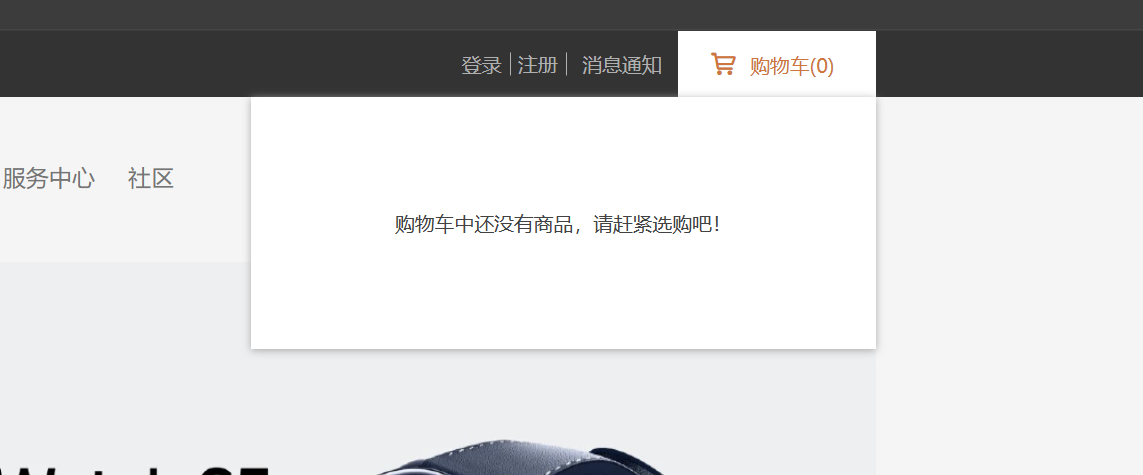 登录 | 注册 | 消息通知 购物车(0)
服务中心 社区
购物车中还没有商品，请赶紧选购吧！